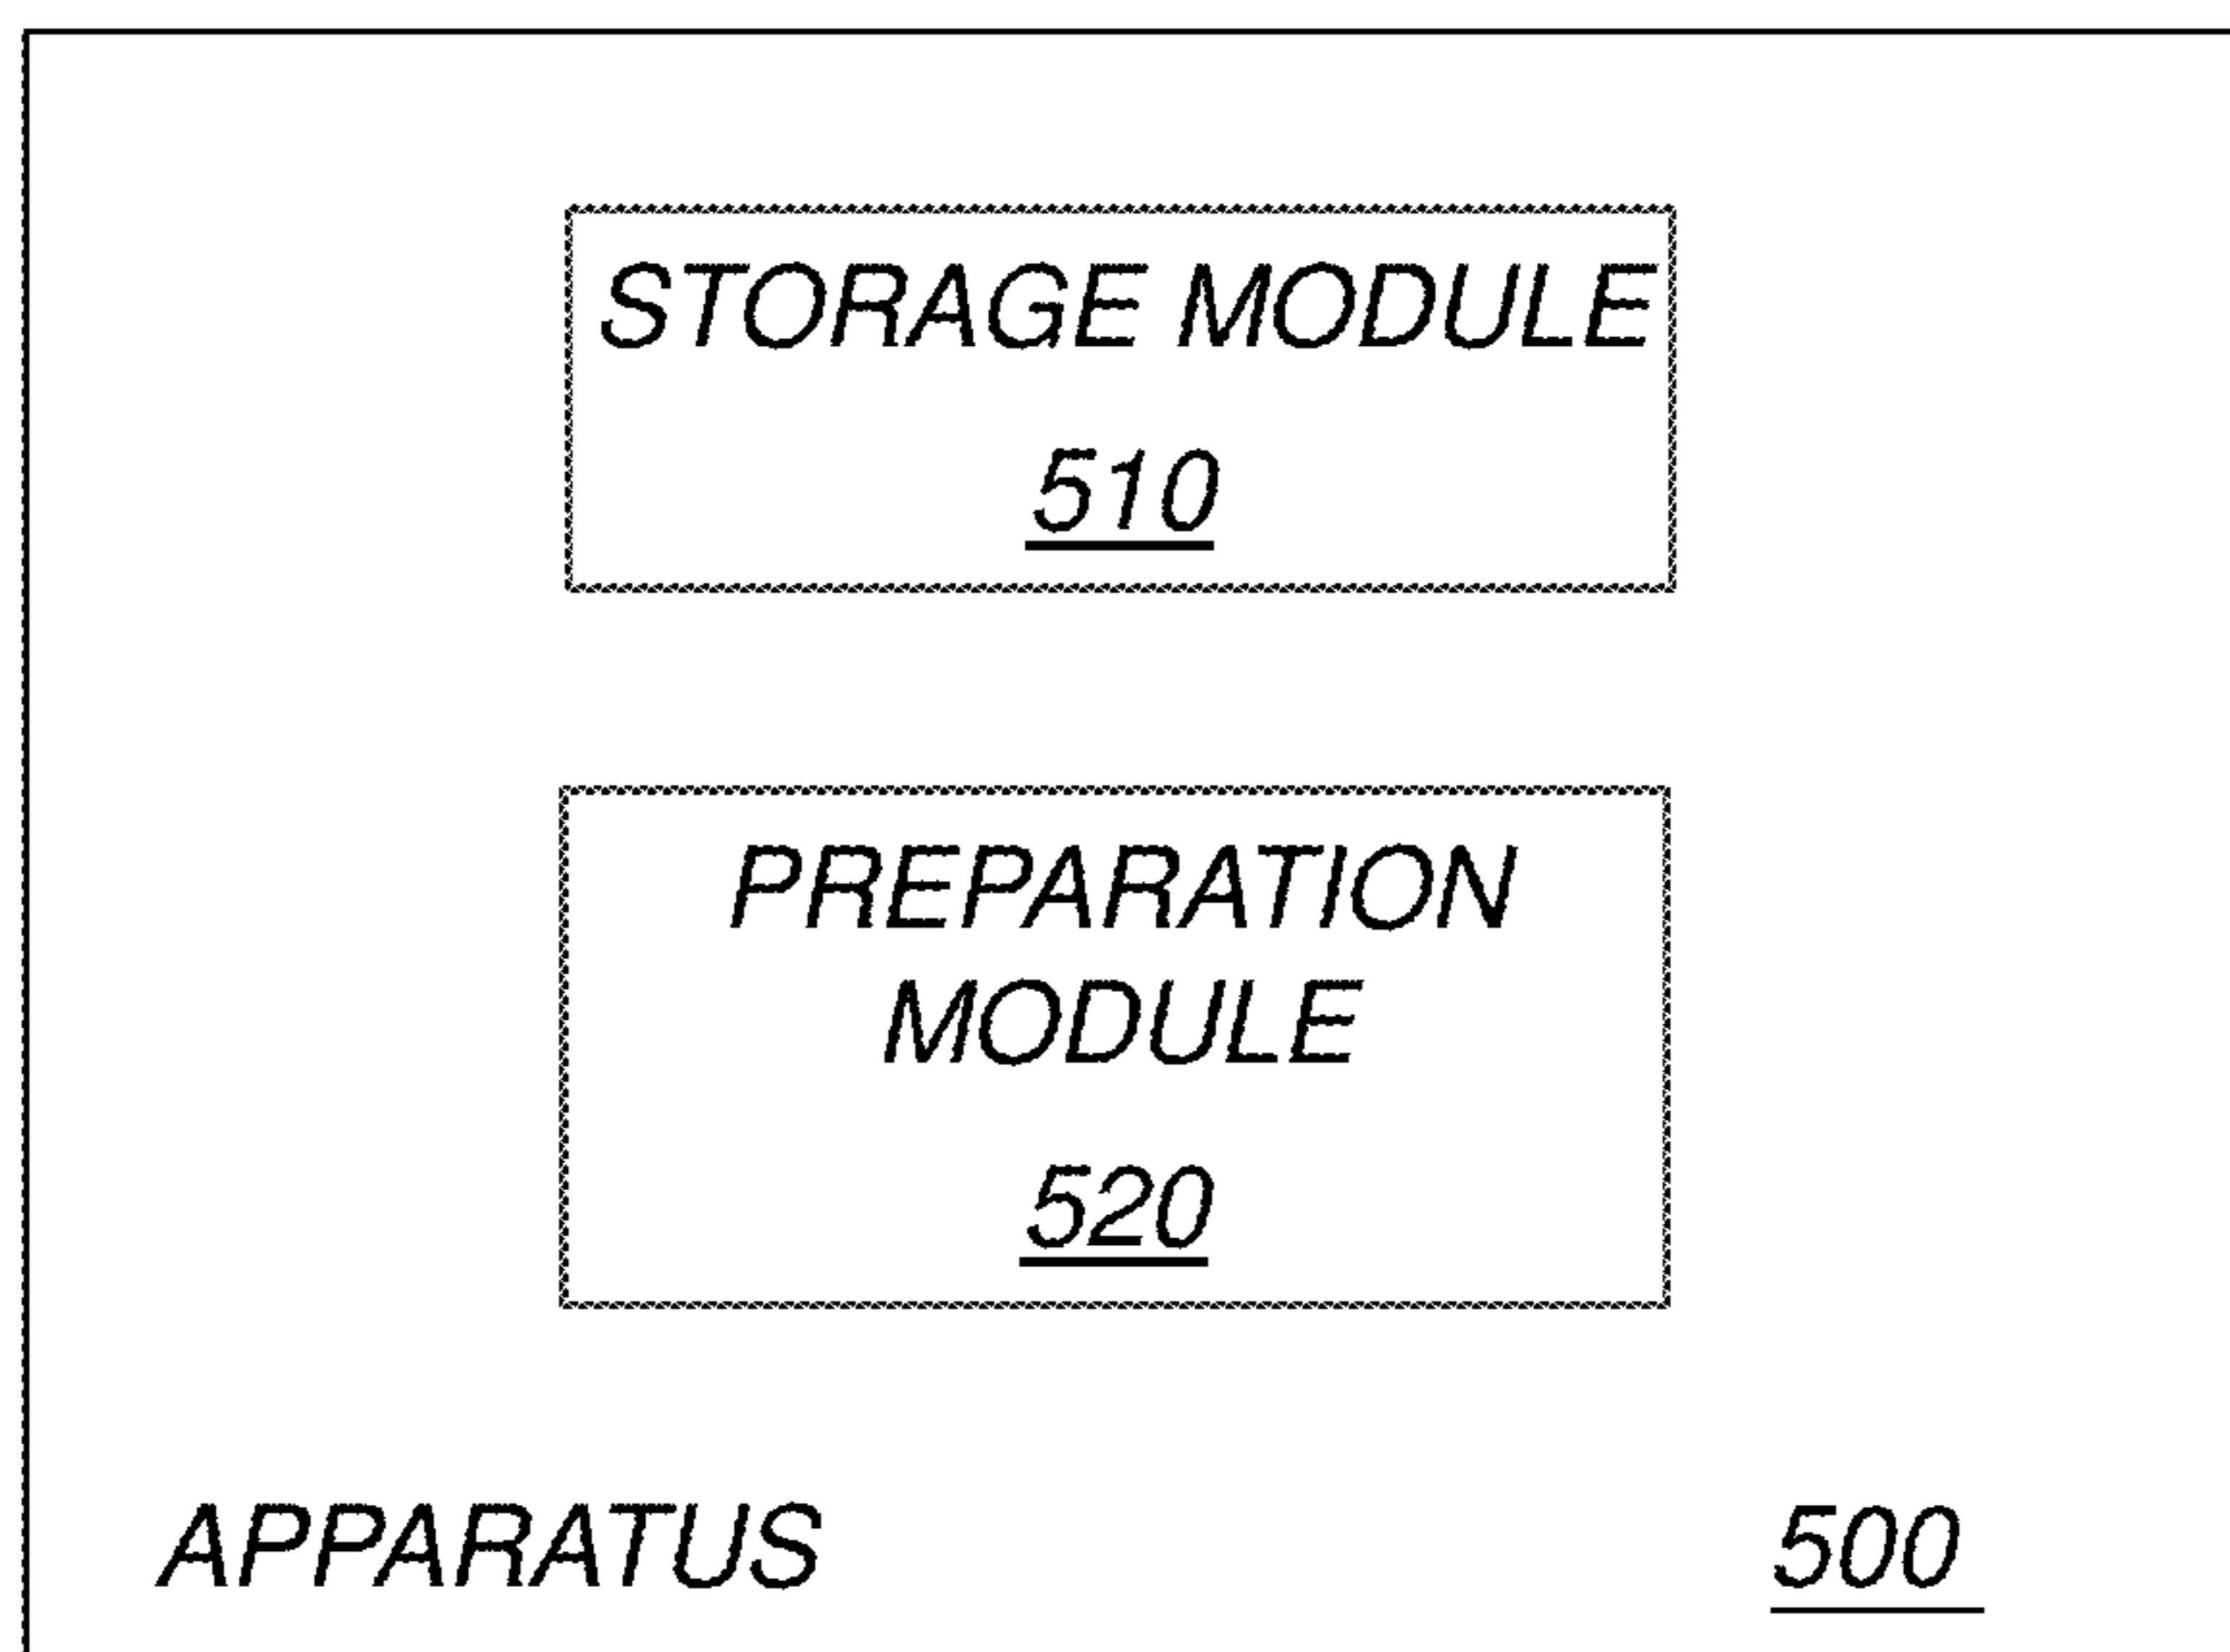 STORAGE MODULE
510
PREPARATION
MODULE
520
APPARATUS 500